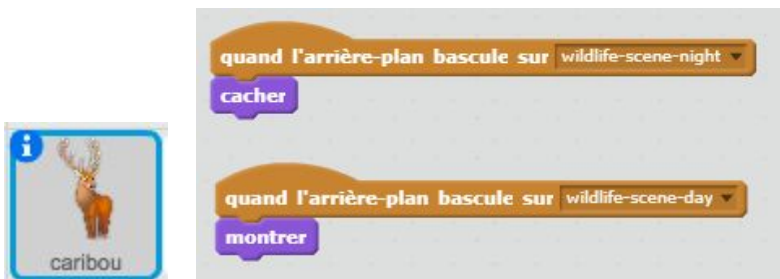 quand l'arrière-plan bascule sur wildlife-scene-night
cacher
quand l'arrière-plan bascule sur wildlife-scene-day
montrer
i
caribou